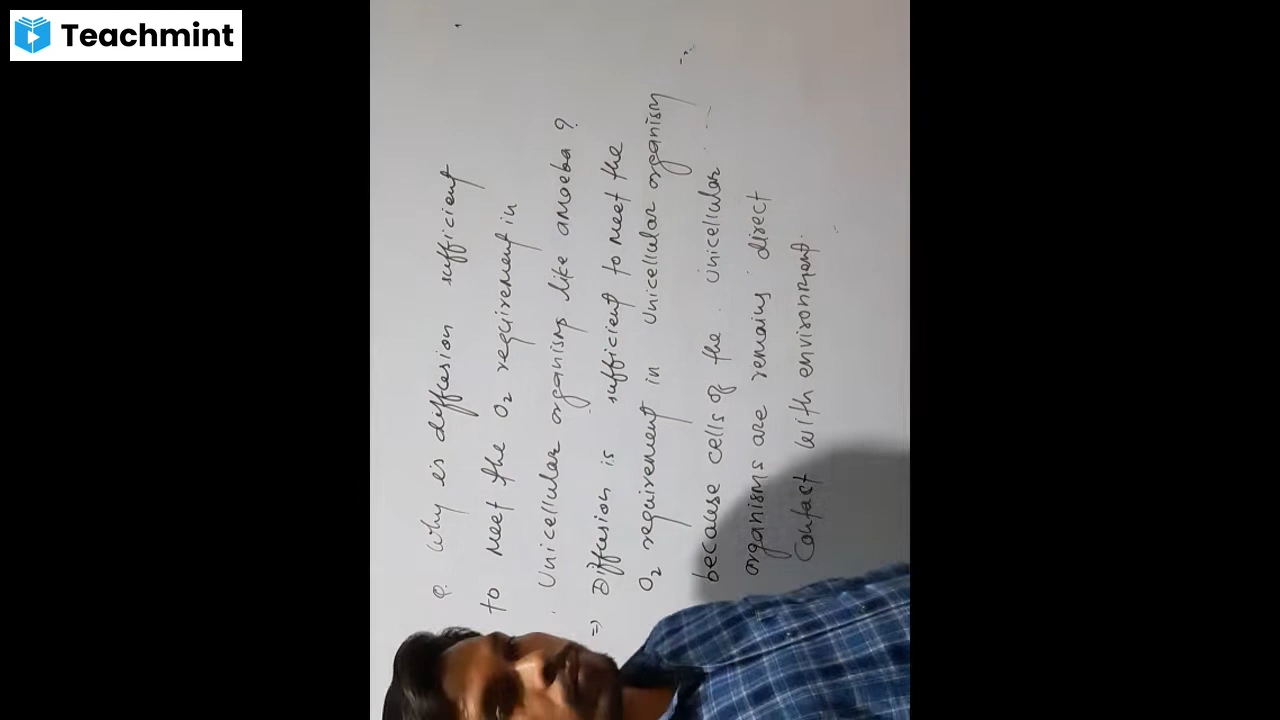 Teachmint
Q. Why is diffusion sufficient
to meet the O2 requirement in
Unicellular organisms like amoeba ?
=> Diffusion is sufficient to meet the
O2 requirement in Unicellular organism
because cells of the Unicellular
organisms are remains direct
Contact with environment.